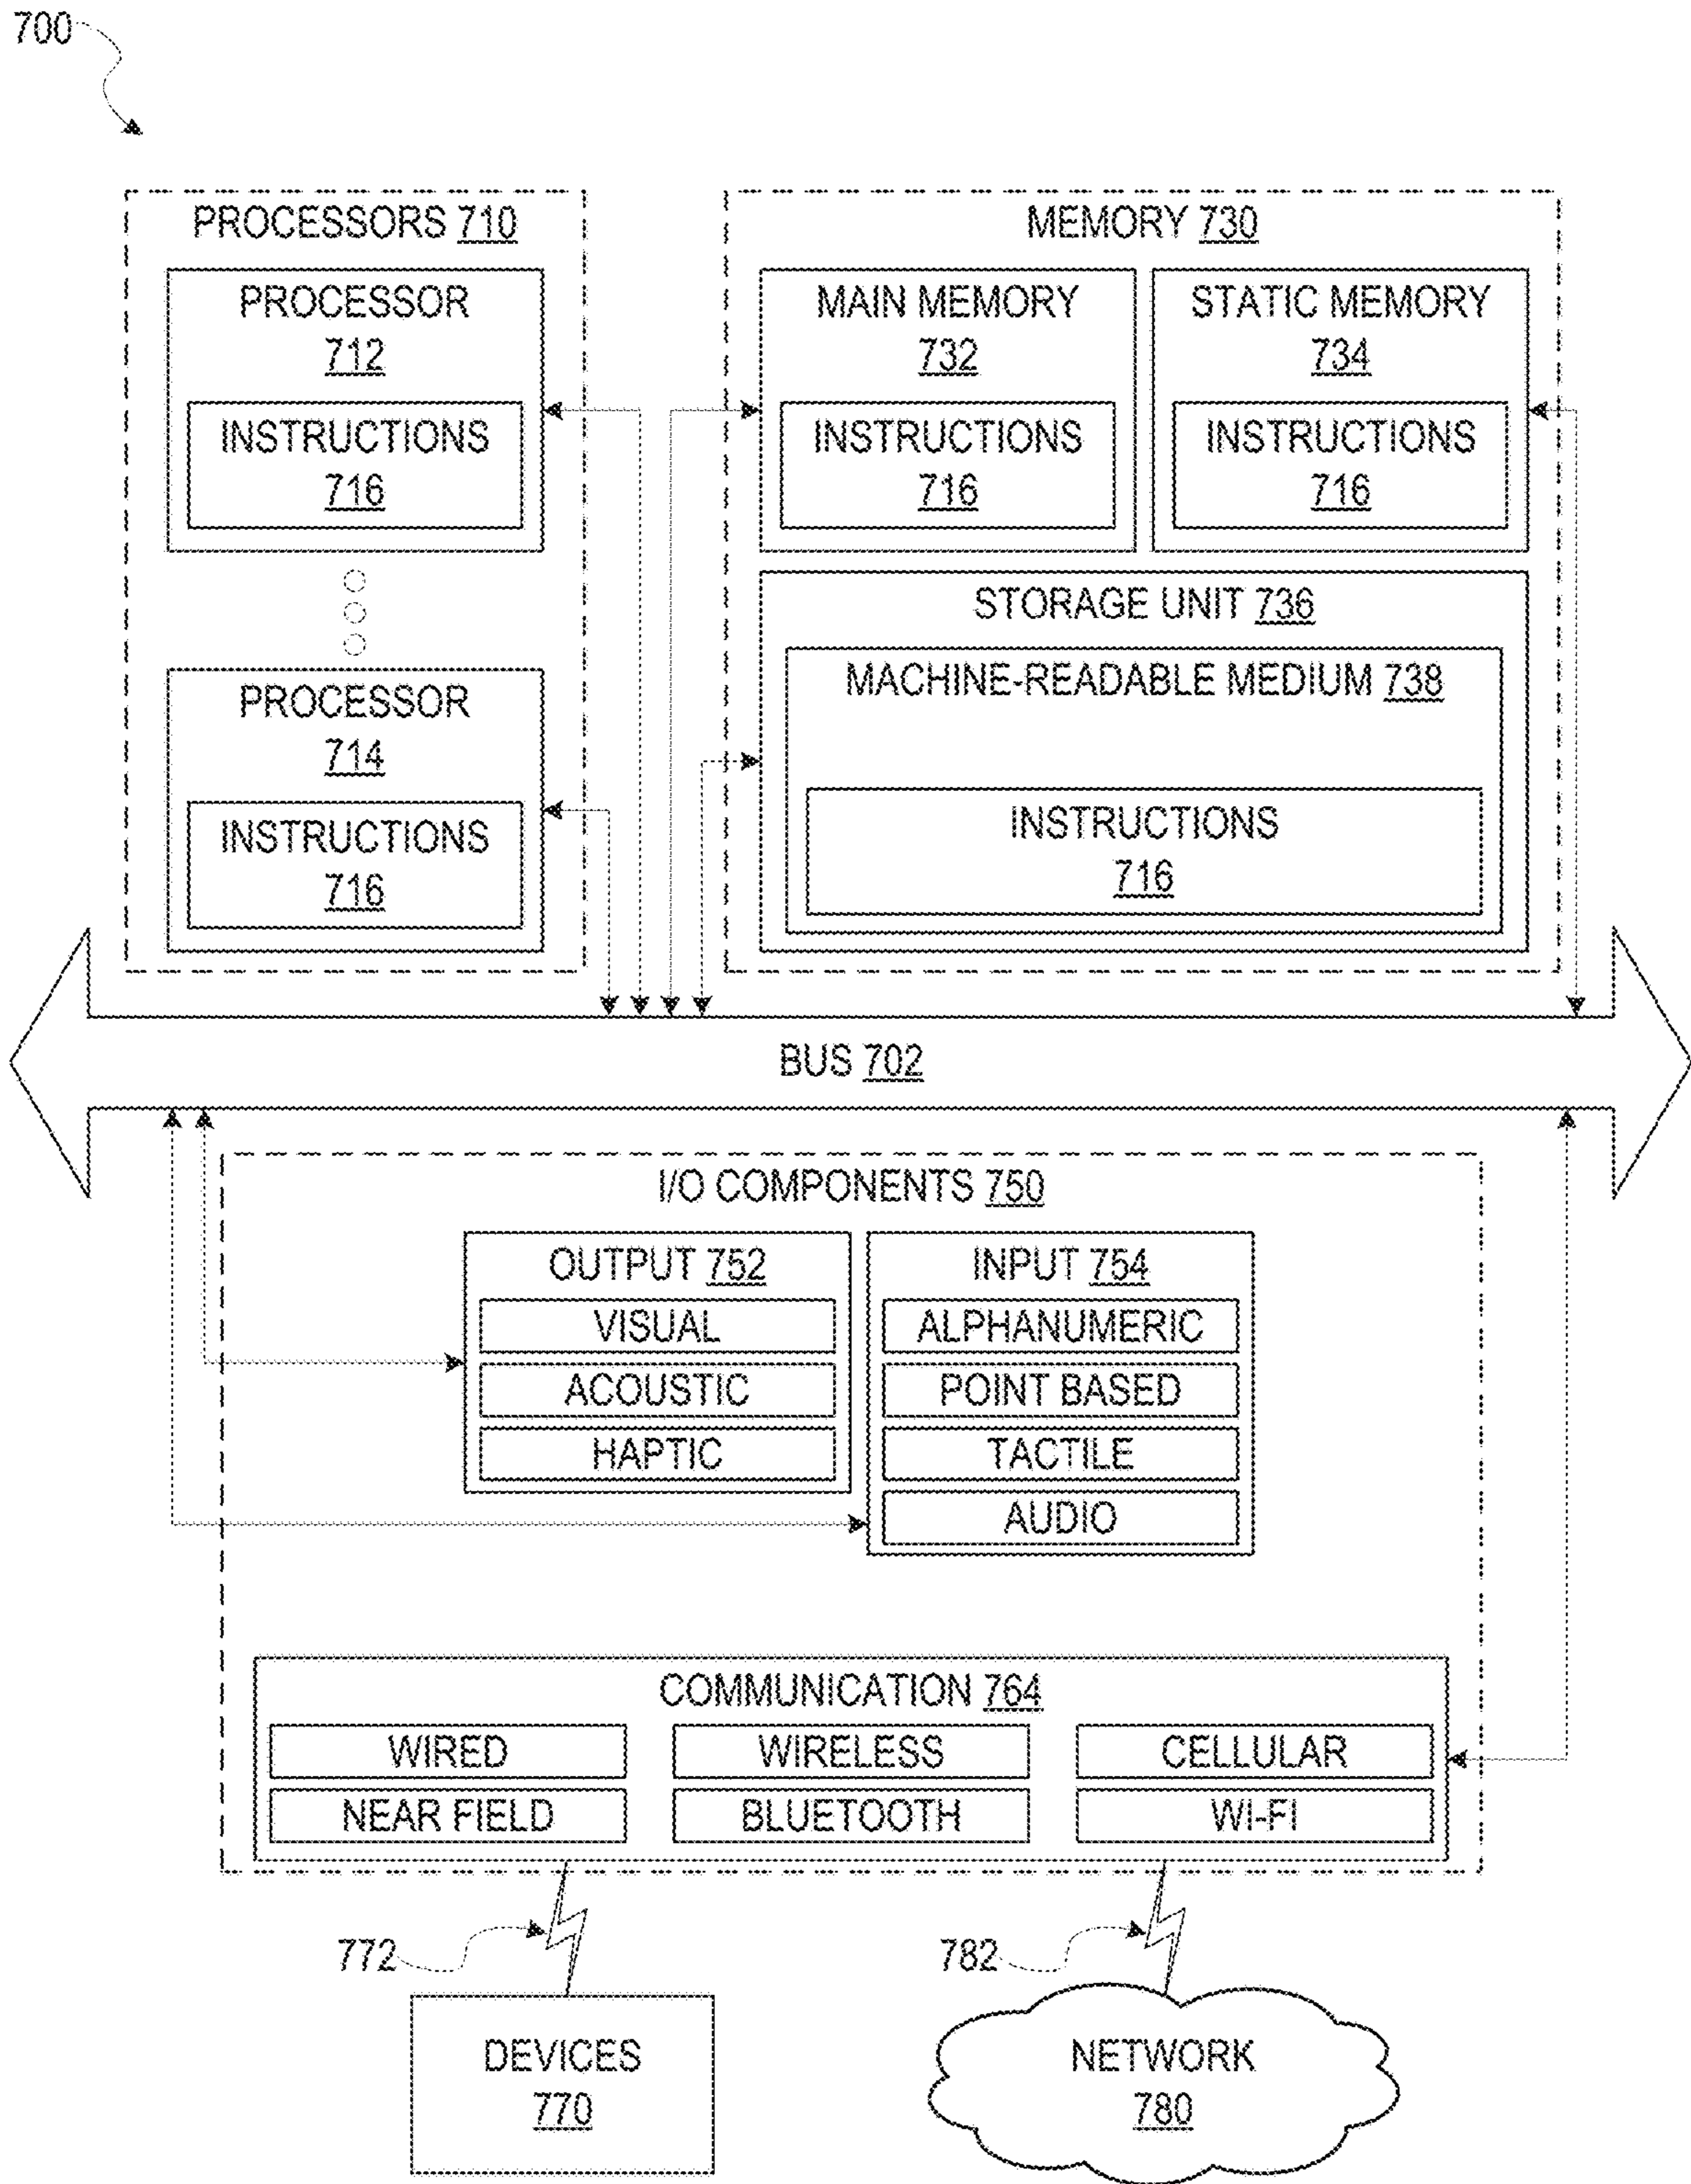 700
PROCESSORS 710
PROCESSOR
712
INSTRUCTIONS
716
PROCESSOR
714
INSTRUCTIONS
716
MEMORY 730
MAIN MEMORY
732
INSTRUCTIONS
716
STATIC MEMORY
734
INSTRUCTIONS
716
STORAGE UNIT 736
MACHINE-READABLE MEDIUM 738
INSTRUCTIONS
716
BUS 702
I/O COMPONENTS 750
OUTPUT 752
VISUAL
ACOUSTIC
HAPTIC
INPUT 754
ALPHANUMERIC
POINT BASED
TACTILE
AUDIO
COMMUNICATION 764
WIRED
WIRELESS
CELLULAR
NEAR FIELD
BLUETOOTH
WI-FI
772
782
DEVICES
770
NETWORK
780